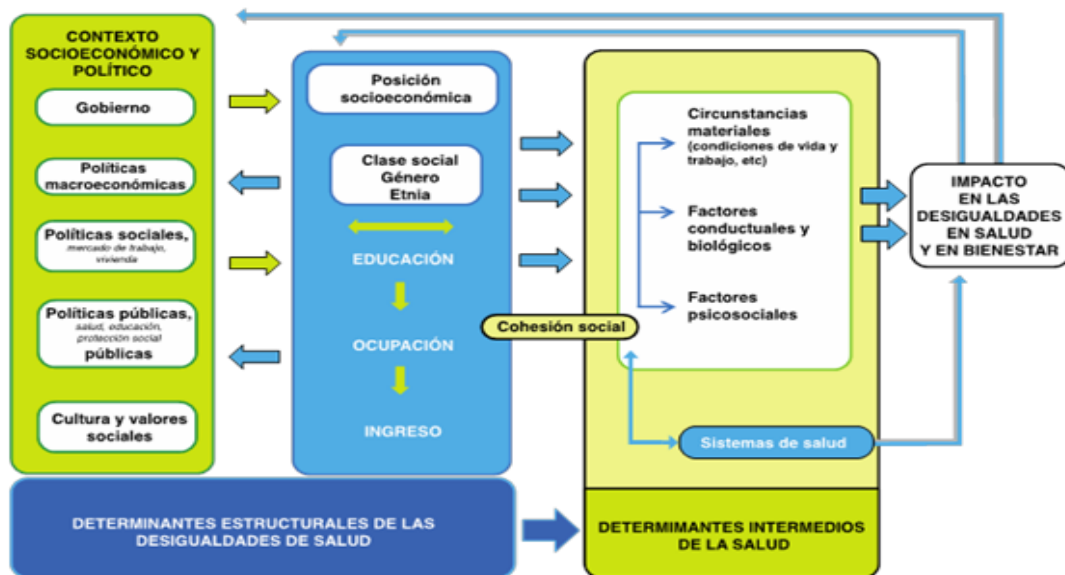 CONTEXTO
SOCIOECONÓMICO Y
POLÍTICO
Gobierno
Políticas
macroeconómicas
Políticas sociales,
mercado de trabajo,
vivienda
Políticas públicas,
salud, educación,
protección social
públicas
Cultura y valores
sociales
Posición
socioeconómica
Clase social
Género
Etnia
EDUCACIÓN
OCUPACIÓN
INGRESO
Cohesión social
Circunstancias
materiales
(condiciones de vida y
trabajo, etc)
Factores
conductuales y
biológicos
Factores
psicosociales
Sistemas de salud
IMPACTO
EN LAS
DESIGUALDADES
EN SALUD
Y EN BIENESTAR
DETERMINANTES ESTRUCTURALES DE LAS
DESIGUALDADES DE SALUD
DETERMIMANTES INTERMEDIOS
DE LA SALUD